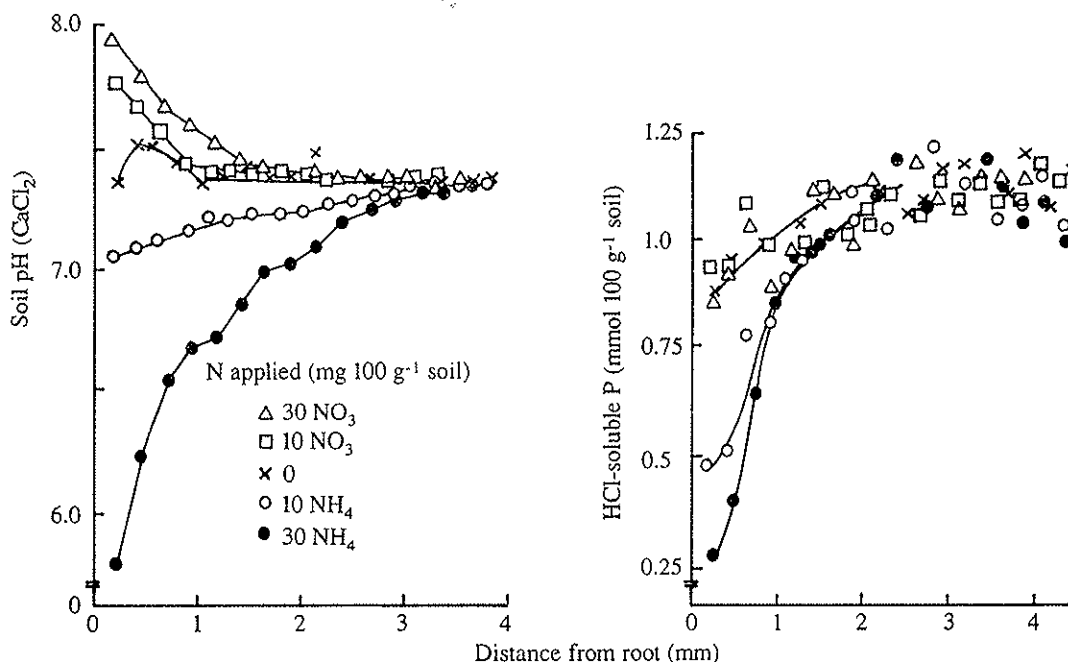 8.0
7.0
6.0
0
Soil pH (CaCl₂)
0
1
2
3
4
N applied (mg 100 g⁻¹ soil)
30 NO₃
10 NO₃
0
10 NH₄
30 NH₄
1.25
1.0
0.75
0.5
0.25
HCl-soluble P (mmol 100 g⁻¹ soil)
0
1
2
3
4
Distance from root (mm)